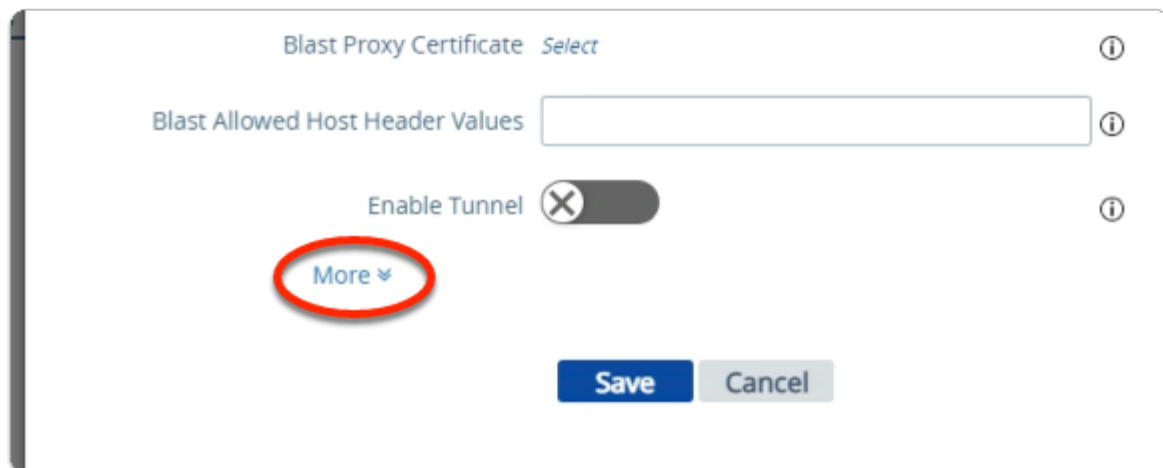 Blast Proxy Certificate Select
Blast Allowed Host Header Values
Enable Tunnel
More
Save Cancel